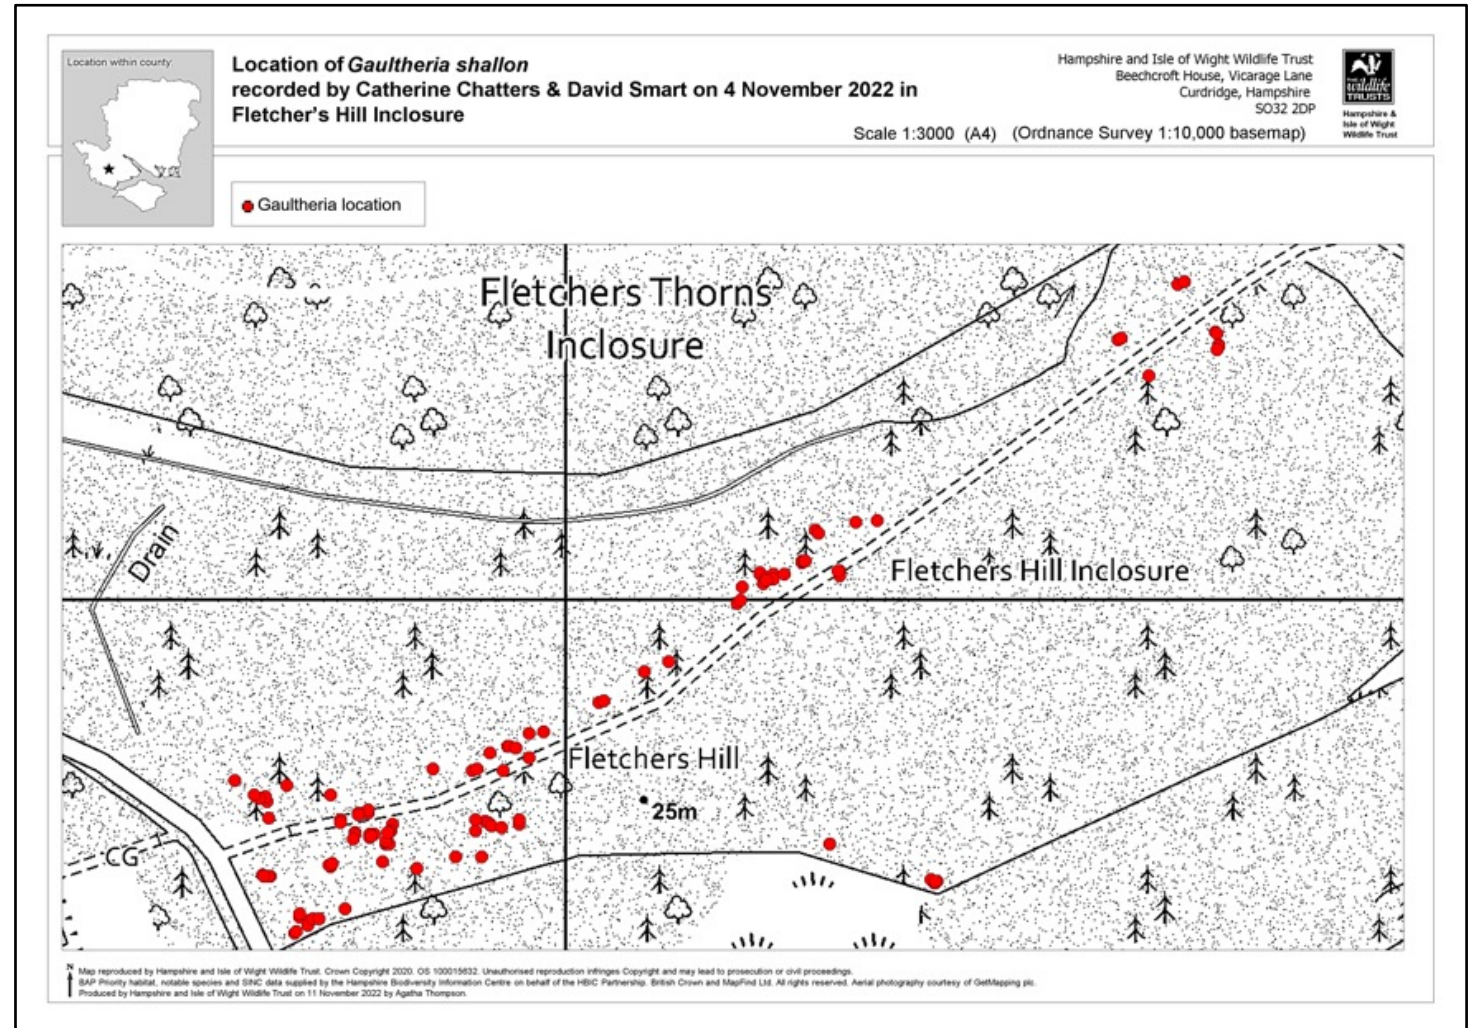 Location within county:
Location of Gaultheria shallon
recorded by Catherine Chatters & David Smart on 4 November 2022 in
Fletcher's Hill Inclosure
Hampshire and Isle of Wight Wildlife Trust
Beechcroft House, Vicarage Lane
Curdridge, Hampshire
SO32 2DP
Scale 1:3000 (A4) (Ordnance Survey 1:10,000 basemap)
THE
wildlife
TRUSTS
Hampshire &
Isle of Wight
Wildlife Trust
Gaultheria location
Fletchers Thorns
Inclosure
Drain
Fletchers Hill Inclosure
Fletchers Hill
25m
CG
N
Map reproduced by Hampshire and Isle of Wight Wildlife Trust. Crown Copyright 2020. OS 100015632. Unauthorised reproduction infringes Copyright and may lead to prosecution or civil proceedings.
BAP Priority habitat, notable species and SINC data supplied by the Hampshire Biodiversity Information Centre on behalf of the HBIC Partnership. British Crown and MapFind Ltd. All rights reserved. Aerial photography courtesy of GetMapping plc.
Produced by Hampshire and Isle of Wight Wildlife Trust on 11 November 2022 by Agatha Thompson.